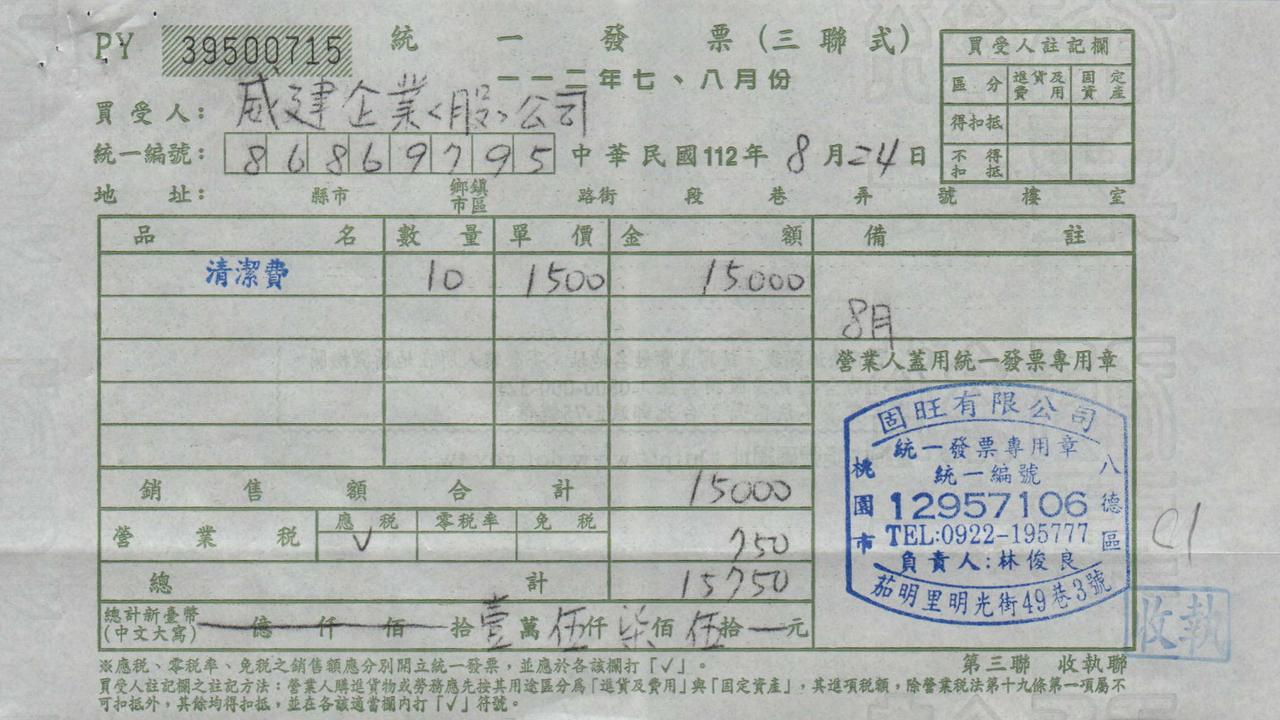 PY 39500715 統一發票(三聯式)
一一二年七、八月份
買受人: 威建企業<股>公司
統一編號: 86869795 中華民國112年8月24日
地址: 縣市 鄉鎮市區 路街 段 巷 弄 號 樓 室
買受人註記欄
區分 進貨及費用 固定資產
得扣抵
不得扣抵
品名 數量 單價 金額 備註
清潔費 10 1500 15000
8月
營業人蓋用統一發票專用章
銷售額合計 15000
營業稅 應稅 零稅率 免稅
V 750
總計 15750
總計新臺幣(中文大寫) 億 仟 佰 拾 壹萬 伍仟 柒佰 伍拾 元
固旺有限公司
統一發票專用章
統一編號
12957106
TEL:0922-195777
負責人:林俊良
桃園市 八德區
茄明里明光街49巷3號
C1
收執
※應稅、零稅率、免稅之銷售額應分別開立統一發票,並應於各該欄打「✓」。
第三聯 收執聯
買受人註記欄之註記方法:營業人購進貨物或勞務應先按其用途區分為「進貨及費用」與「固定資產」,其進項稅額,除營業稅法第十九條第一項屬不
可扣抵外,其餘均得扣抵,並在各該適當欄內打「✓」符號。